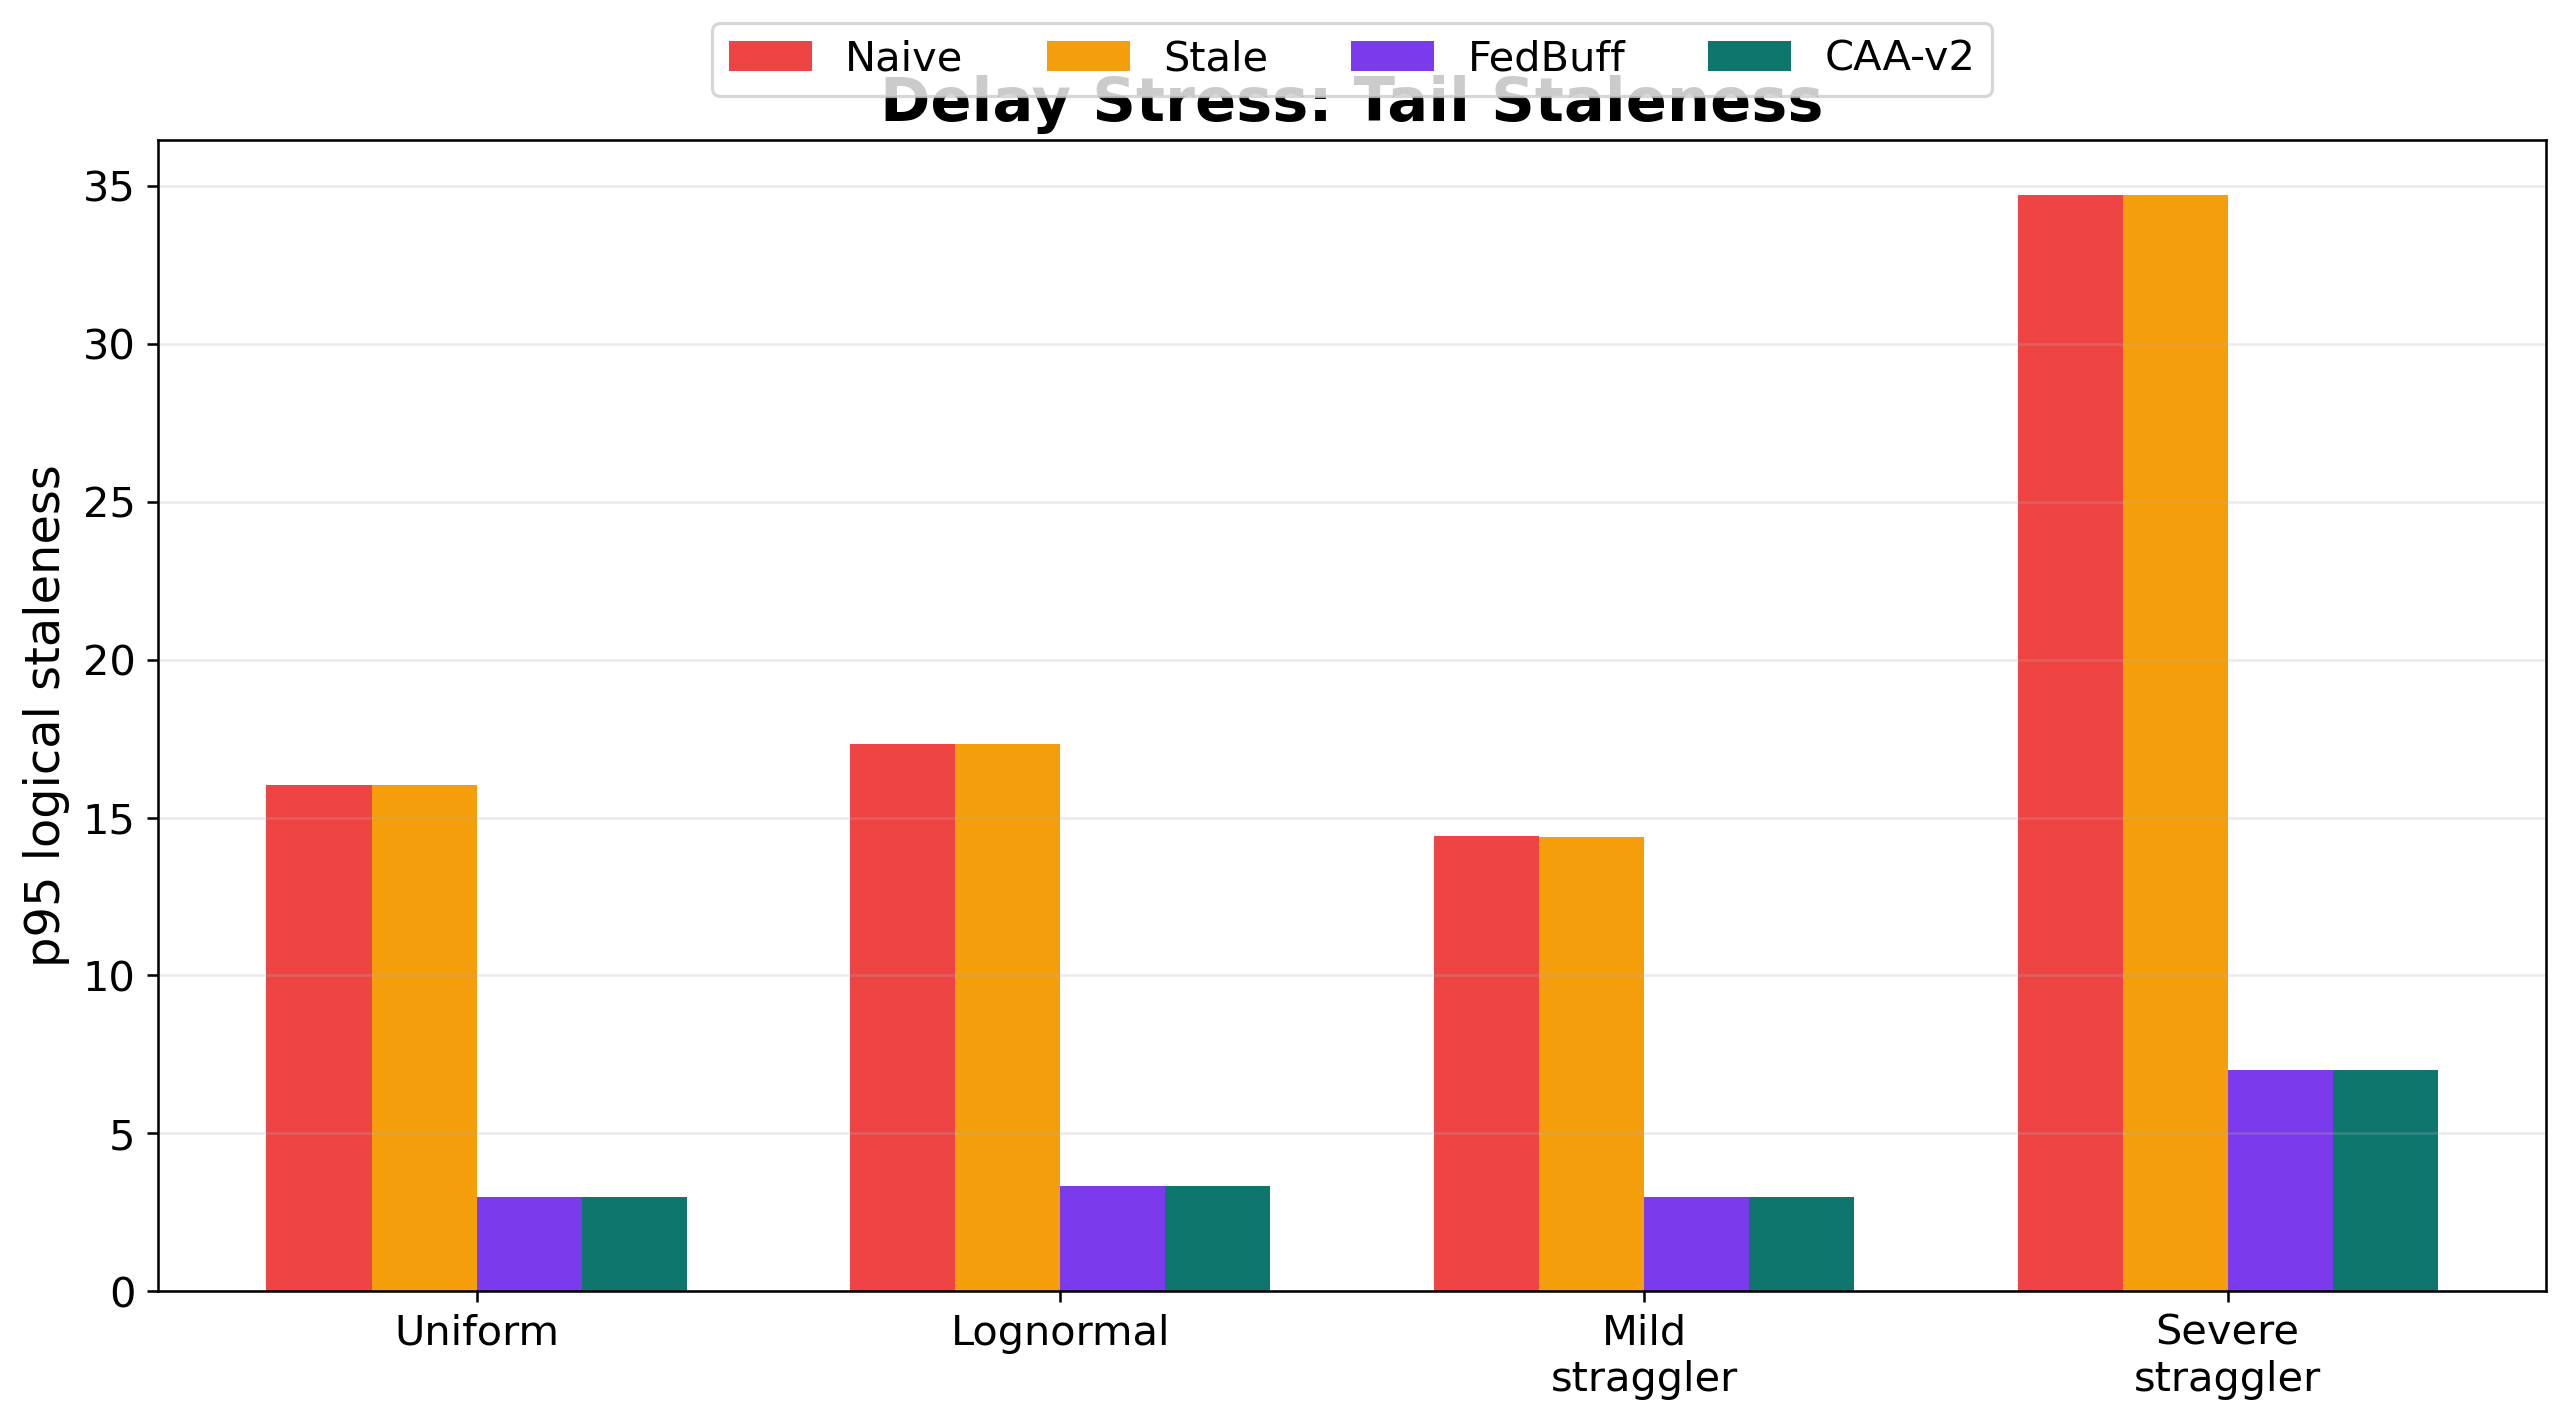 Naive Stale FedBuff CAA-v2
Delay Stress: Tail Staleness
p95 logical staleness
35
30
25
20
15
10
5
0
Uniform Lognormal Mild straggler Severe straggler